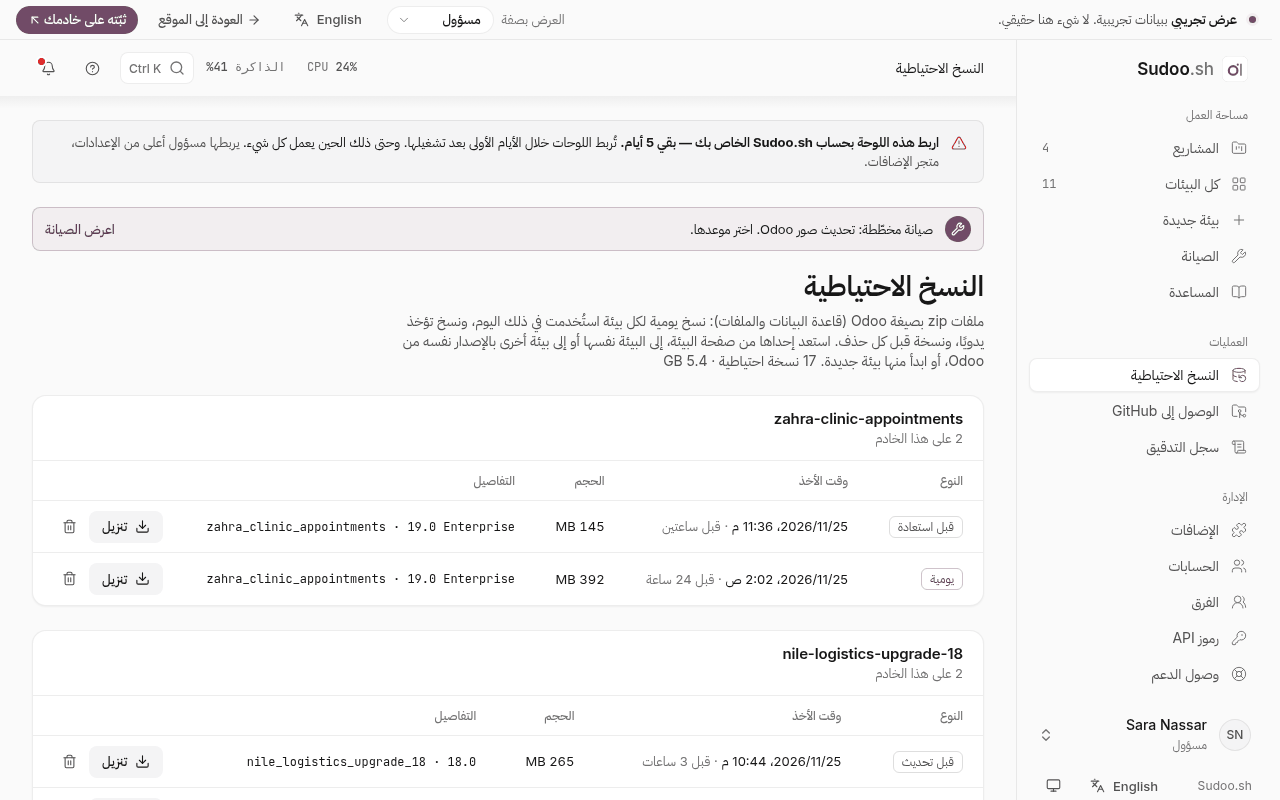 عرض تجريبي ببيانات تجريبية. لا شيء هنا حقيقي.
العرض بصفة
مسؤول
English
العودة إلى الموقع
ثبّته على خادمك
Sudoo.sh
مساحة العمل
المشاريع 4
كل البيئات 11
بيئة جديدة
الصيانة
المساعدة
العمليات
النسخ الاحتياطية
الوصول إلى GitHub
سجل التدقيق
الإدارة
الإضافات
الحسابات
الفرق
رموز API
وصول الدعم
SN
Sara Nassar
مسؤول
Sudoo.sh
English
النسخ الاحتياطية
CPU 24%
الذاكرة 41%
Ctrl K
اربط هذه اللوحة بحساب Sudoo.sh الخاص بك — بقي 5 أيام. تُربط اللوحات خلال الأيام الأولى بعد تشغيلها. وحتى ذلك الحين يعمل كل شيء. يربطها مسؤول أعلى من الإعدادات،
متجر الإضافات.
صيانة مخطّطة: تحديث صور Odoo. اختر موعدها.
اعرض الصيانة
النسخ الاحتياطية
ملفات zip بصيغة Odoo (قاعدة البيانات والملفات): نسخ يومية لكل بيئة استُخدمت في ذلك اليوم، ونسخ تؤخذ
يدويًا، ونسخة قبل كل حذف. استعد إحداها من صفحة البيئة، إلى البيئة نفسها أو إلى بيئة أخرى بالإصدار نفسه من
Odoo، أو ابدأ منها بيئة جديدة. 17 نسخة احتياطية · 5.4 GB
zahra-clinic-appointments
2 على هذا الخادم
النوع وقت الأخذ الحجم التفاصيل
قبل استعادة 2026/11/25، 11:36 م · قبل ساعتين 145 MB zahra_clinic_appointments · 19.0 Enterprise تنزيل
يومية 2026/11/25، 2:02 ص · قبل 24 ساعة 392 MB zahra_clinic_appointments · 19.0 Enterprise تنزيل
nile-logistics-upgrade-18
2 على هذا الخادم
النوع وقت الأخذ الحجم التفاصيل
قبل تحديث 2026/11/25، 10:44 م · قبل 3 ساعات 265 MB nile_logistics_upgrade_18 · 18.0 تنزيل